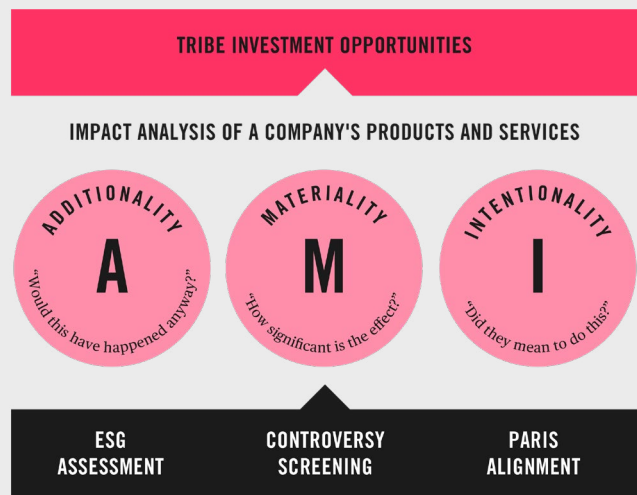 TRIBE INVESTMENT OPPORTUNITIES
IMPACT ANALYSIS OF A COMPANY'S PRODUCTS AND SERVICES
ADDITIONALITY
A
“Would this have happened anyway?”
MATERIALITY
M
“How significant is the effect?”
INTENTIONALITY
I
“Did they mean to do this?”
ESG
ASSESSMENT
CONTROVERSY
SCREENING
PARIS
ALIGNMENT